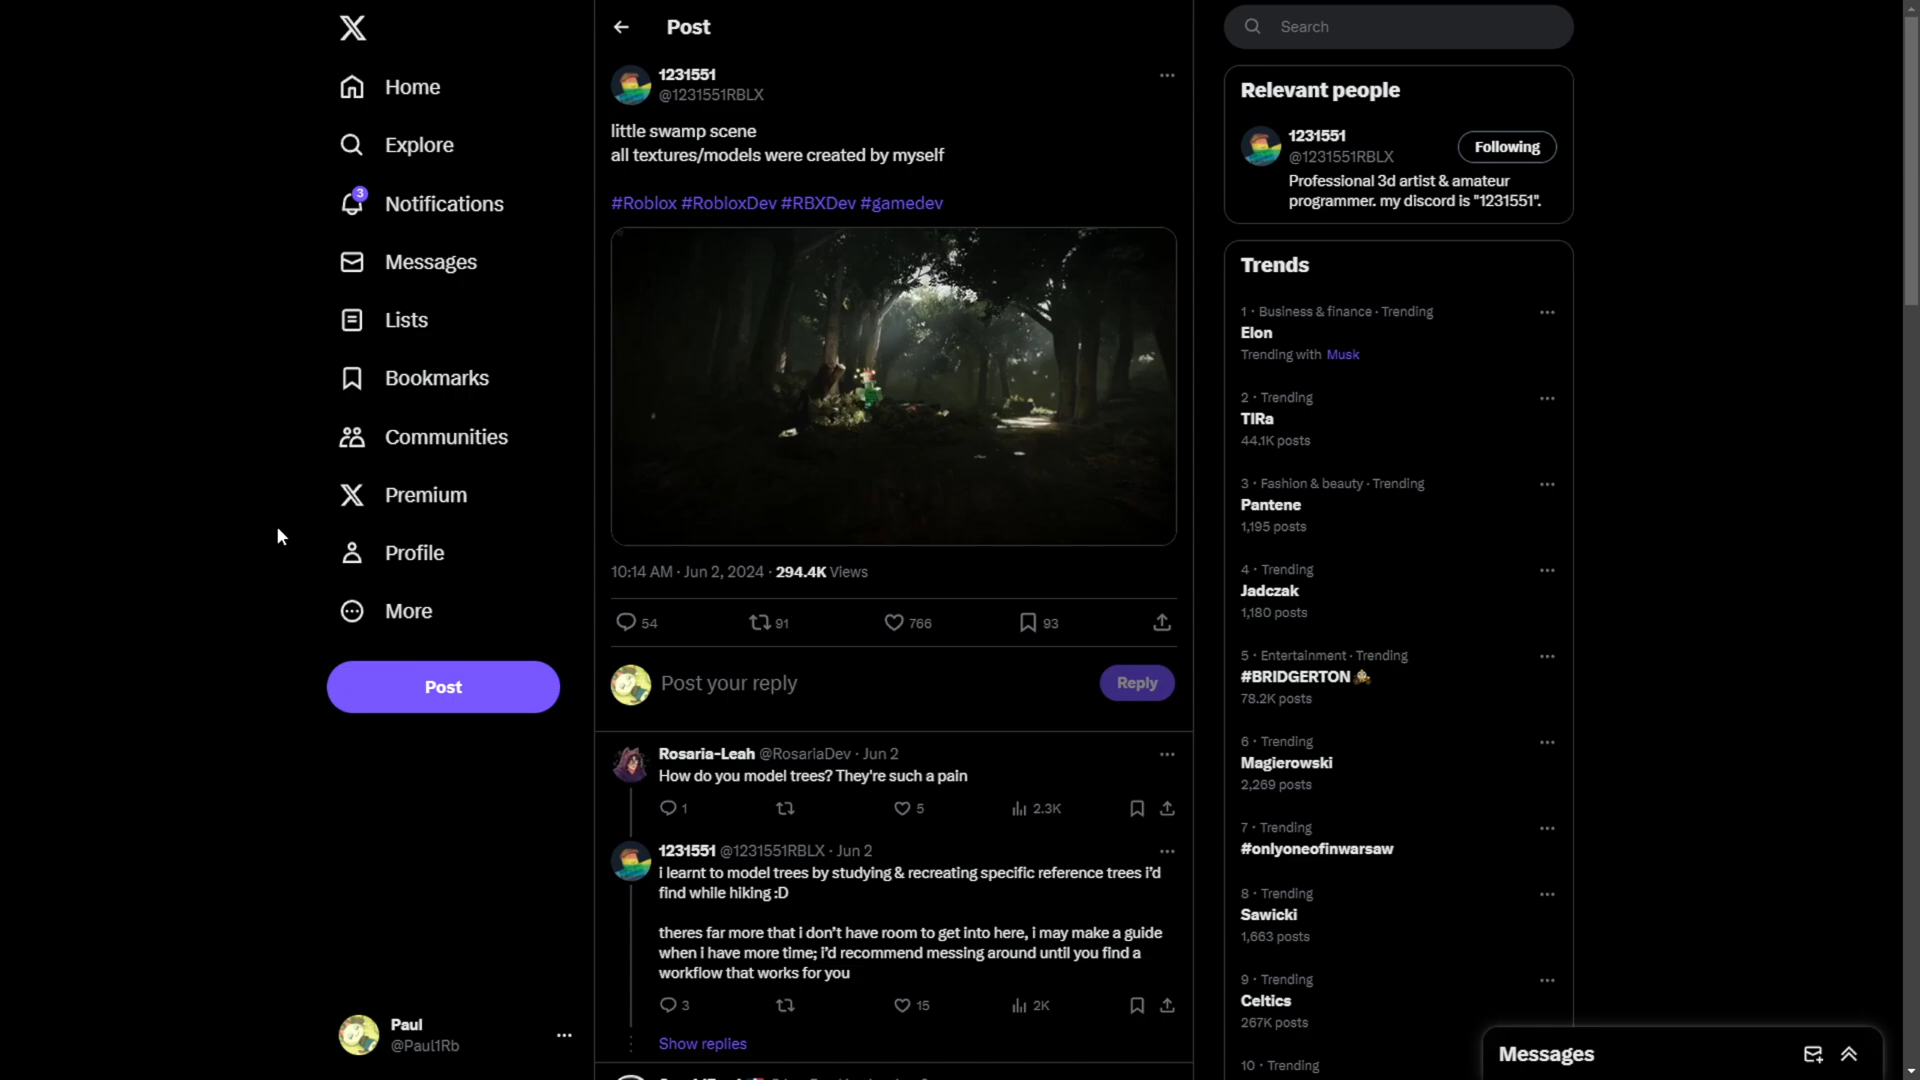 Home
Explore
3
Notifications
Messages
Lists
Bookmarks
Communities
Premium
Profile
More
Post
Paul
@Paul1Rb
Post
1231551
@1231551RBLX
little swamp scene
all textures/models were created by myself
#Roblox #RobloxDev #RBXDev #gamedev
10:14 AM · Jun 2, 2024 · 294.4K Views
54
91
766
93
Post your reply
Reply
Rosaria-Leah @RosariaDev · Jun 2
How do you model trees? They're such a pain
1
5
2.3K
1231551 @1231551RBLX · Jun 2
i learnt to model trees by studying & recreating specific reference trees i'd
find while hiking :D
theres far more that i don't have room to get into here, i may make a guide
when i have more time; i'd recommend messing around until you find a
workflow that works for you
3
15
2K
Show replies
Search
Relevant people
1231551
@1231551RBLX
Following
Professional 3d artist & amateur
programmer. my discord is "1231551".
Trends
1 · Business & finance · Trending
Elon
Trending with Musk
2 · Trending
TIRa
44.1K posts
3 · Fashion & beauty · Trending
Pantene
1,195 posts
4 · Trending
Jadczak
1,180 posts
5 · Entertainment · Trending
#BRIDGERTON
78.2K posts
6 · Trending
Magierowski
2,269 posts
7 · Trending
#onlyoneofinwarsaw
8 · Trending
Sawicki
1,663 posts
9 · Trending
Celtics
267K posts
10 · Trending
Messages